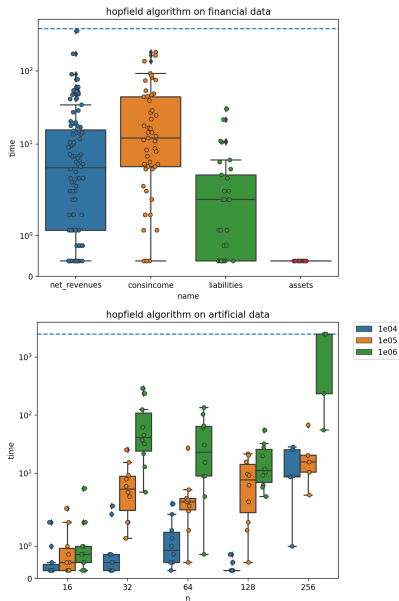 hopfield algorithm on financial data
10²
10¹
10⁰
0
time
net_revenues consincome liabilities assets
name
hopfield algorithm on artificial data
1e04
1e05
1e06
10³
10²
10¹
10⁰
0
time
16 32 64 128 256
n